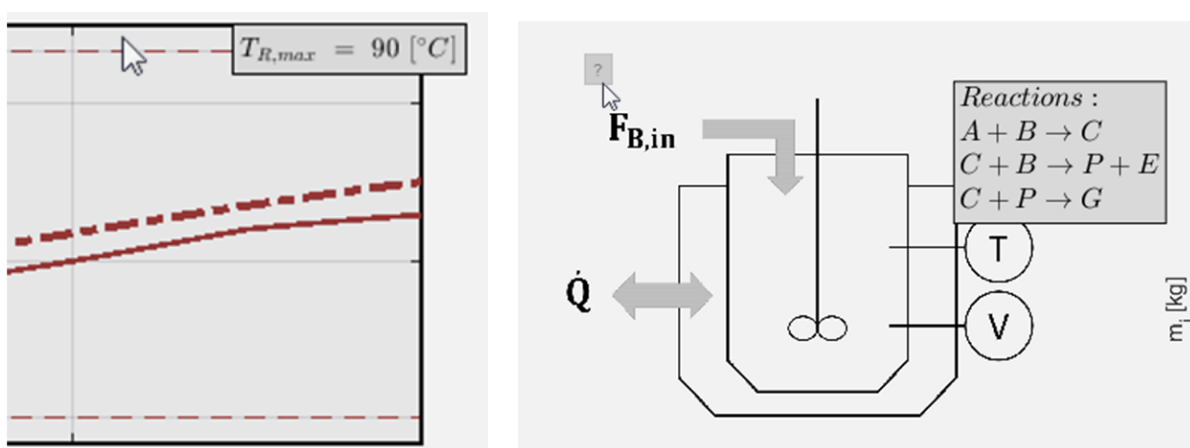 T_{R,max} = 90 [°C]
?
F_{B,in}
Reactions :
A + B → C
C + B → P + E
C + P → G
T
Q̇
V
m_i [kg]